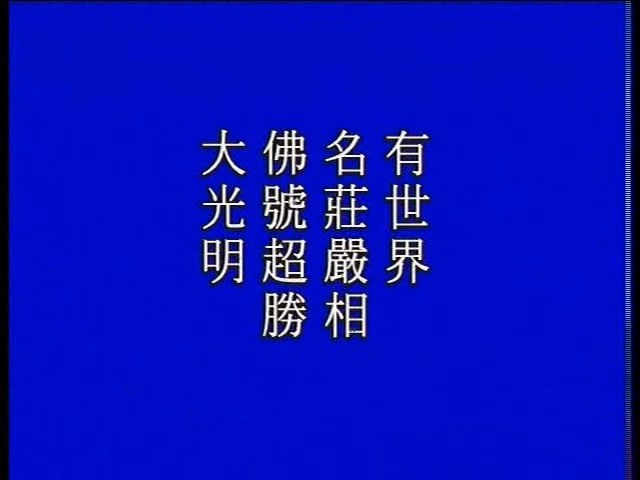 有世界
名莊嚴相
佛號超勝
大光明